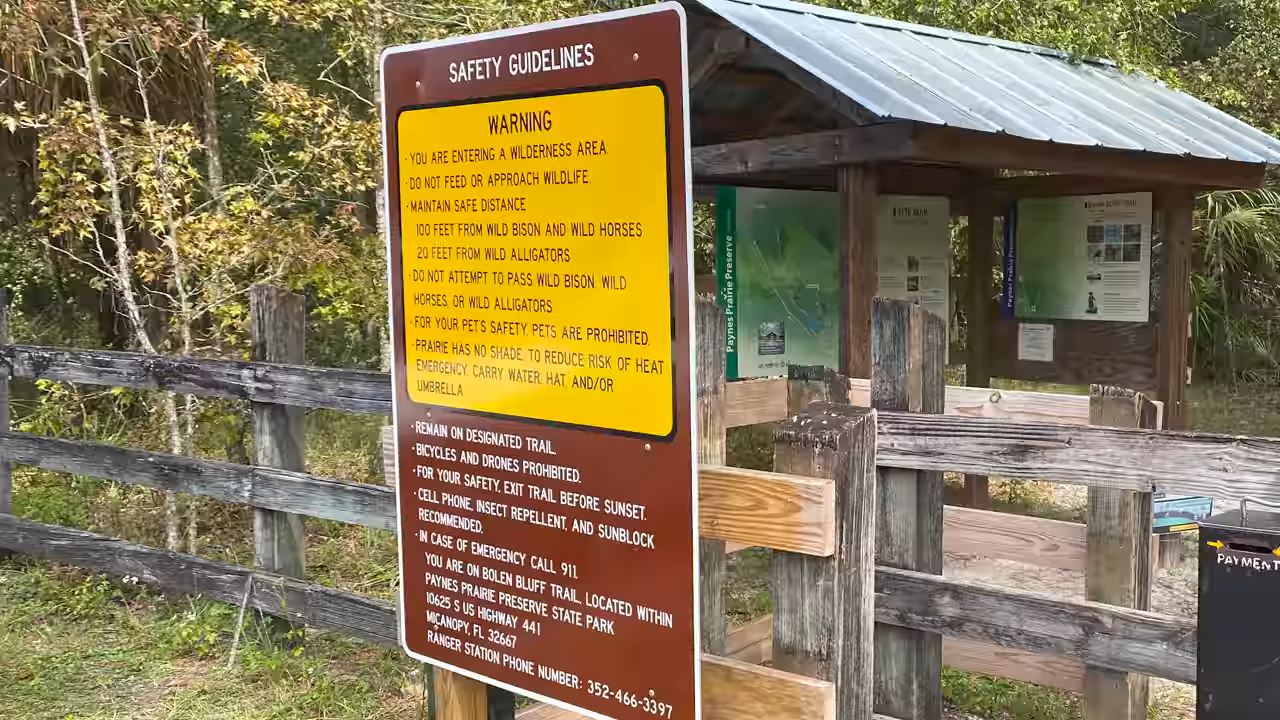 SAFETY GUIDELINES
WARNING
· YOU ARE ENTERING A WILDERNESS AREA.
· DO NOT FEED OR APPROACH WILDLIFE.
· MAINTAIN SAFE DISTANCE
100 FEET FROM WILD BISON AND WILD HORSES
20 FEET FROM WILD ALLIGATORS
· DO NOT ATTEMPT TO PASS WILD BISON, WILD
HORSES, OR WILD ALLIGATORS
· FOR YOUR PETS SAFETY, PETS ARE PROHIBITED.
· PRAIRIE HAS NO SHADE, TO REDUCE RISK OF HEAT
EMERGENCY, CARRY WATER, HAT, AND/OR
UMBRELLA
· REMAIN ON DESIGNATED TRAIL.
· BICYCLES AND DRONES PROHIBITED.
· FOR YOUR SAFETY, EXIT TRAIL BEFORE SUNSET.
· CELL PHONE, INSECT REPELLENT, AND SUNBLOCK
RECOMMENDED.
· IN CASE OF EMERGENCY CALL 911.
YOU ARE ON BOLEN BLUFF TRAIL, LOCATED WITHIN
PAYNES PRAIRIE PRESERVE STATE PARK
10625 S US HIGHWAY 441
MICANOPY, FL 32667
RANGER STATION PHONE NUMBER: 352-466-3397
Paynes Prairie Preserve
SITE MAP
Paynes Prairie
PAYMENT